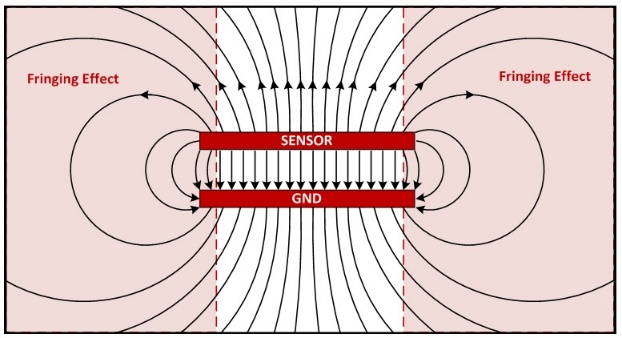 Fringing Effect
Fringing Effect
SENSOR
GND